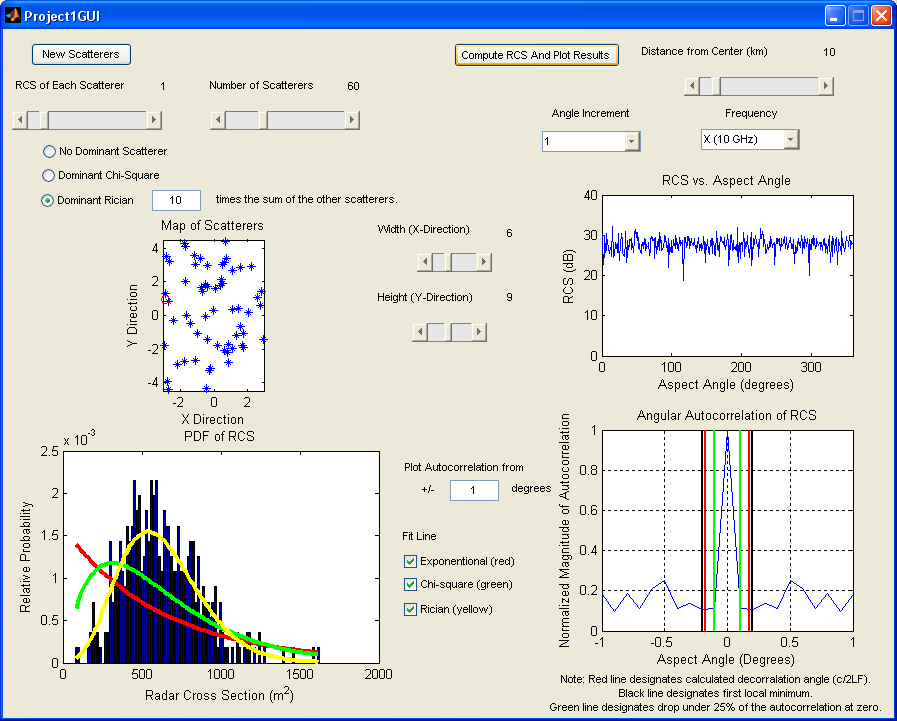 Project1GUI
New Scatterers
Compute RCS And Plot Results
Distance from Center (km) 10
RCS of Each Scatterer 1
Number of Scatterers 60
Angle Increment
Frequency
1
X (10 GHz)
No Dominant Scatterer
Dominant Chi-Square
Dominant Rician 10 times the sum of the other scatterers.
Map of Scatterers
4
2
0
-2
-4
Y Direction
-2 0 2
X Direction
Width (X-Direction) 6
Height (Y-Direction) 9
RCS vs. Aspect Angle
40
30
20
10
0
RCS (dB)
0 100 200 300
Aspect Angle (degrees)
PDF of RCS
x 10-3
2.5
2
1.5
1
0.5
0
Relative Probability
0 500 1000 1500 2000
Radar Cross Section (m2)
Plot Autocorrelation from
+/- 1 degrees
Fit Line
Exponentional (red)
Chi-square (green)
Rician (yellow)
Angular Autocorrelation of RCS
1
0.8
0.6
0.4
0.2
0
Normalized Magnitude of Autocorrelation
-1 -0.5 0 0.5 1
Aspect Angle (Degrees)
Note: Red line designates calculated decorralation angle (c/2LF).
Black line designates first local minimum.
Green line designates drop under 25% of the autocorrelation at zero.